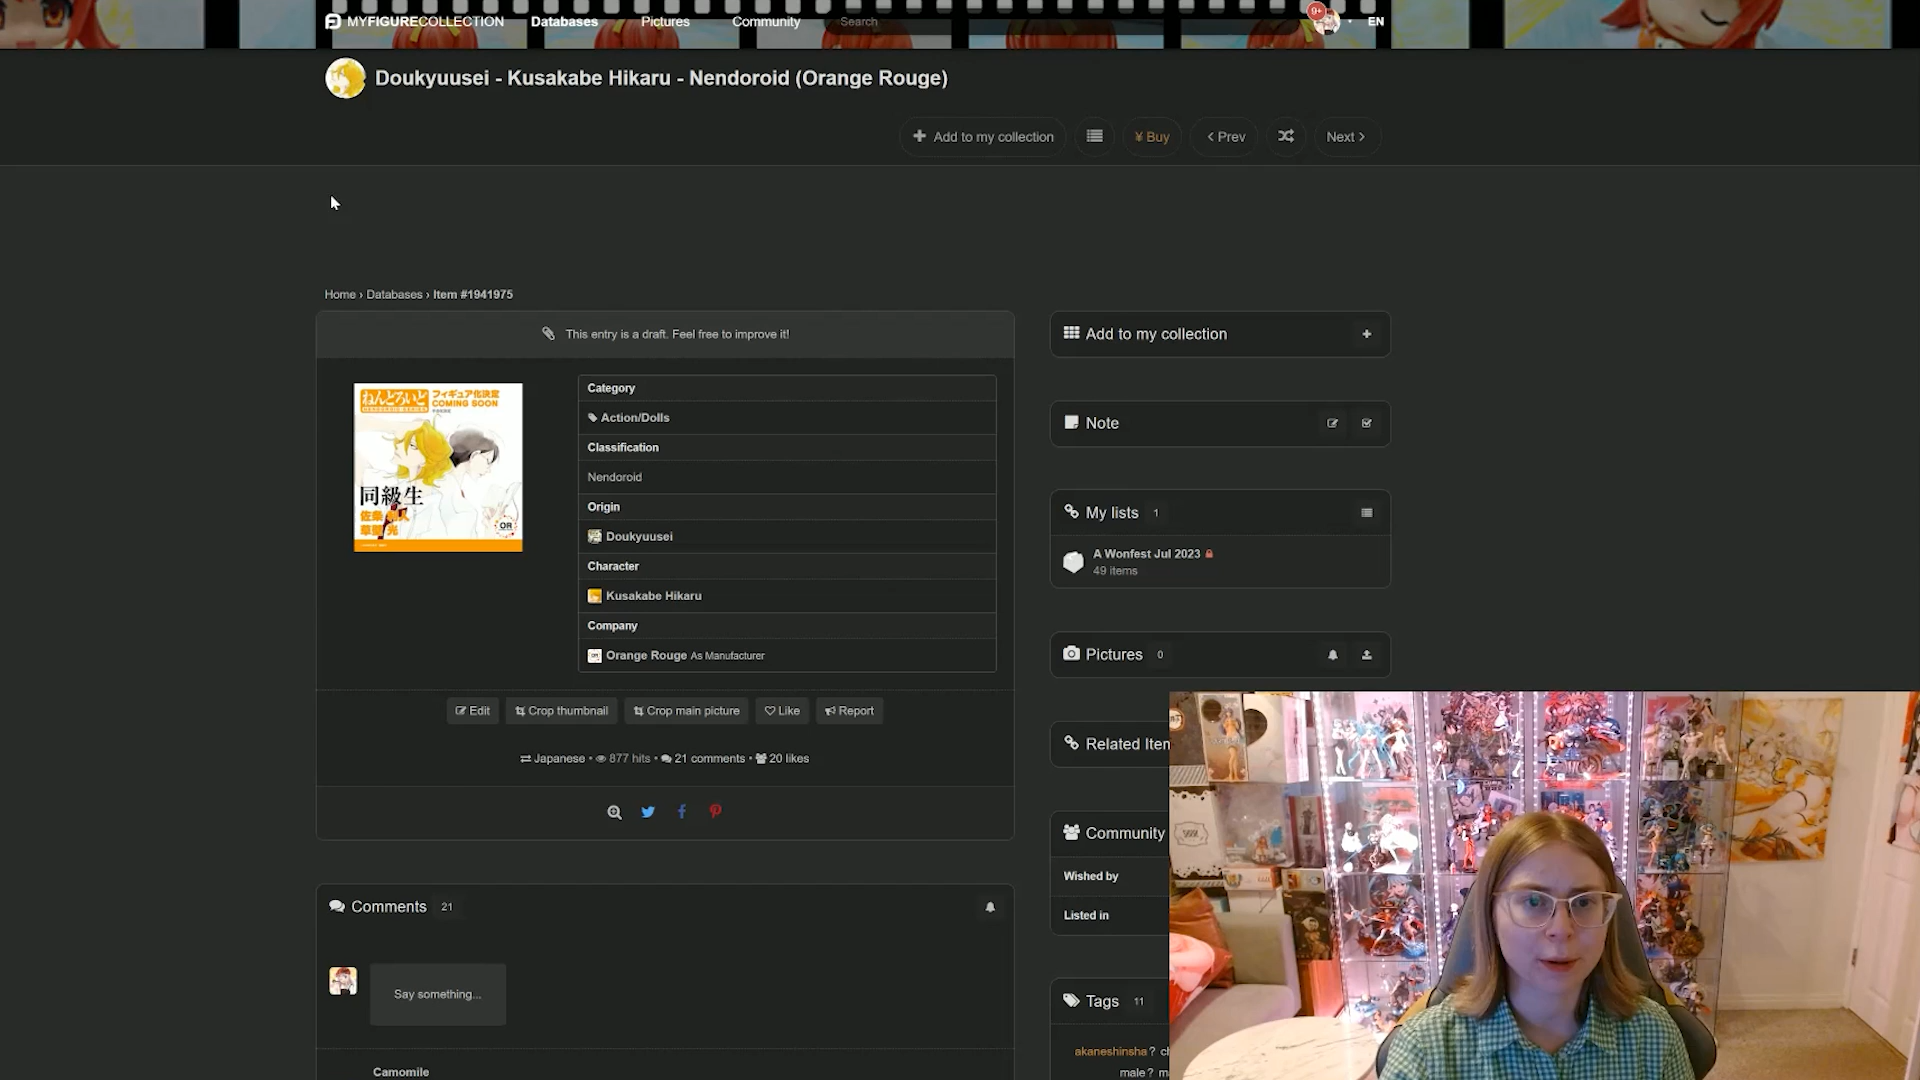 MYFIGURECOLLECTION
Databases
Pictures
Community
Search
9+
EN
Doukyuusei - Kusakabe Hikaru - Nendoroid (Orange Rouge)
Add to my collection
¥ Buy
Prev
Next
Home › Databases › Item #1941975
This entry is a draft. Feel free to improve it!
ねんどろいど
フィギュア化決定
COMING SOON
同級生
OR
Category
Action/Dolls
Classification
Nendoroid
Origin
Doukyuusei
Character
Kusakabe Hikaru
Company
Orange Rouge As Manufacturer
Edit
Crop thumbnail
Crop main picture
Like
Report
Japanese • 877 hits • 21 comments • 20 likes
Comments 21
Say something...
Camomile
Add to my collection
Note
My lists 1
A Wonfest Jul 2023
49 items
Pictures 0
Related Iten
Community
Wished by
Listed in
Tags 11
akaneshinsha ? ch
male ? m